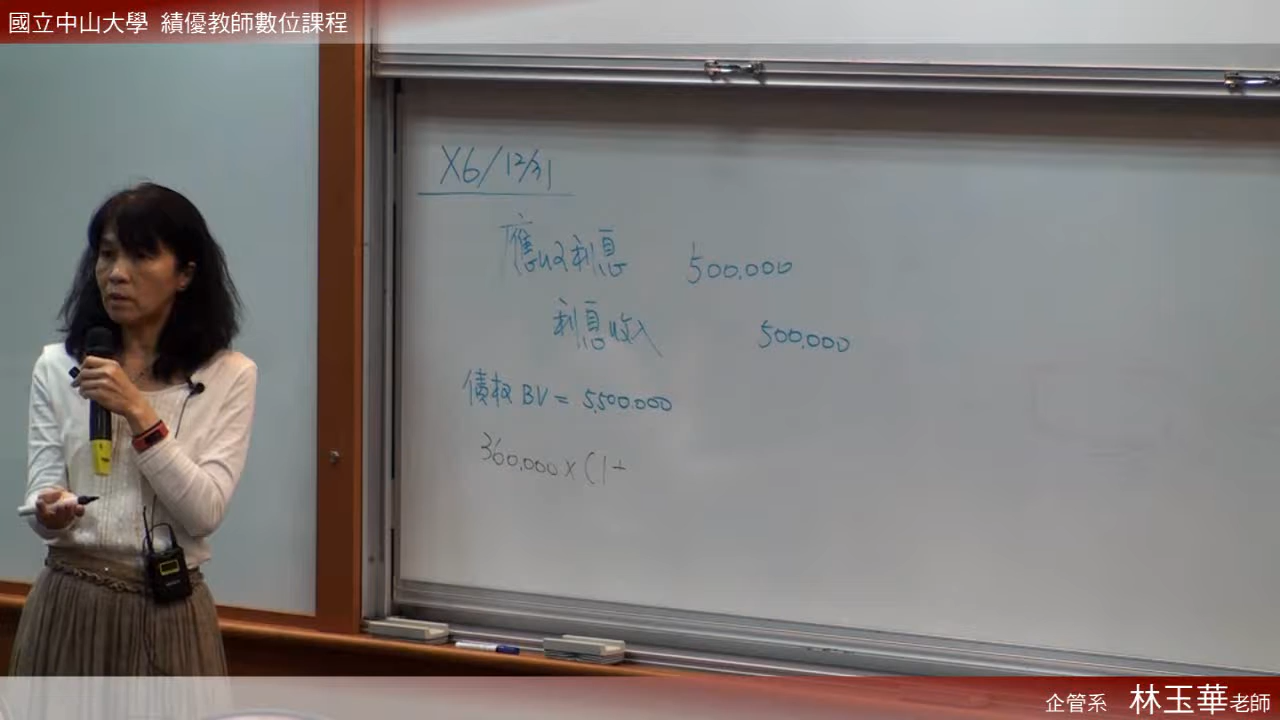 國立中山大學 績優教師數位課程
X6/12/31
應收利息 500,000
利息收入 500,000
債权 BV = 5,500,000
360,000 x (1+
企管系 林玉華老師